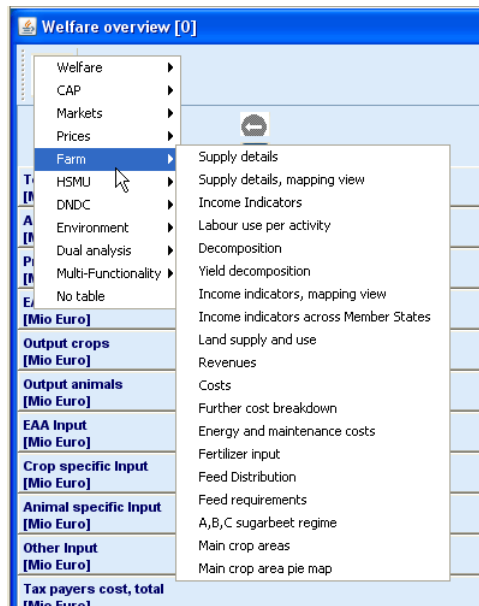 Welfare overview [0]
Welfare
CAP
Markets
Prices
Farm
HSMU
DNDC
Environment
Dual analysis
Multi-Functionality
No table
Supply details
Supply details, mapping view
Income Indicators
Labour use per activity
Decomposition
Yield decomposition
Income indicators, mapping view
Income indicators across Member States
Land supply and use
Revenues
Costs
Further cost breakdown
Energy and maintenance costs
Fertilizer input
Feed Distribution
Feed requirements
A,B,C sugarbeet regime
Main crop areas
Main crop area pie map
[Mio Euro]
Output crops
[Mio Euro]
Output animals
[Mio Euro]
EAA Input
[Mio Euro]
Crop specific Input
[Mio Euro]
Animal specific Input
[Mio Euro]
Other Input
[Mio Euro]
Tax payers cost, total
[Mio Euro]